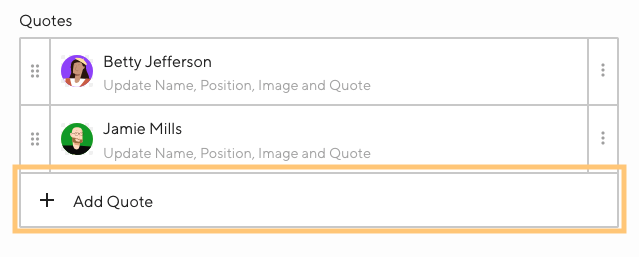 Quotes
Betty Jefferson
Update Name, Position, Image and Quote
Jamie Mills
Update Name, Position, Image and Quote
Add Quote